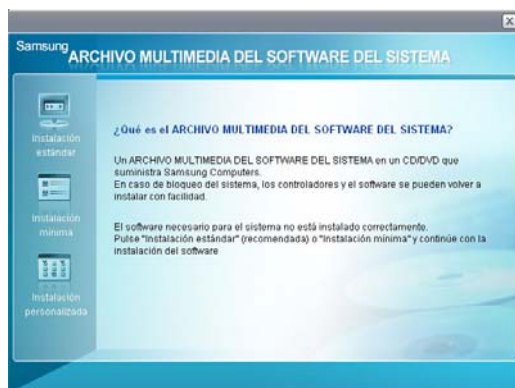 Samsung
ARCHIVO MULTIMEDIA DEL SOFTWARE DEL SISTEMA
Instalación
estándar
Instalación
mínima
Instalación
personalizada
¿Qué es el ARCHIVO MULTIMEDIA DEL SOFTWARE DEL SISTEMA?
Un ARCHIVO MULTIMEDIA DEL SOFTWARE DEL SISTEMA en un CD/DVD que
suministra Samsung Computers.
En caso de bloqueo del sistema, los controladores y el software se pueden volver a
instalar con facilidad.
El software necesario para el sistema no está instalado correctamente.
Pulse "Instalación estándar" (recomendada) o "Instalación mínima" y continúe con la
instalación del software